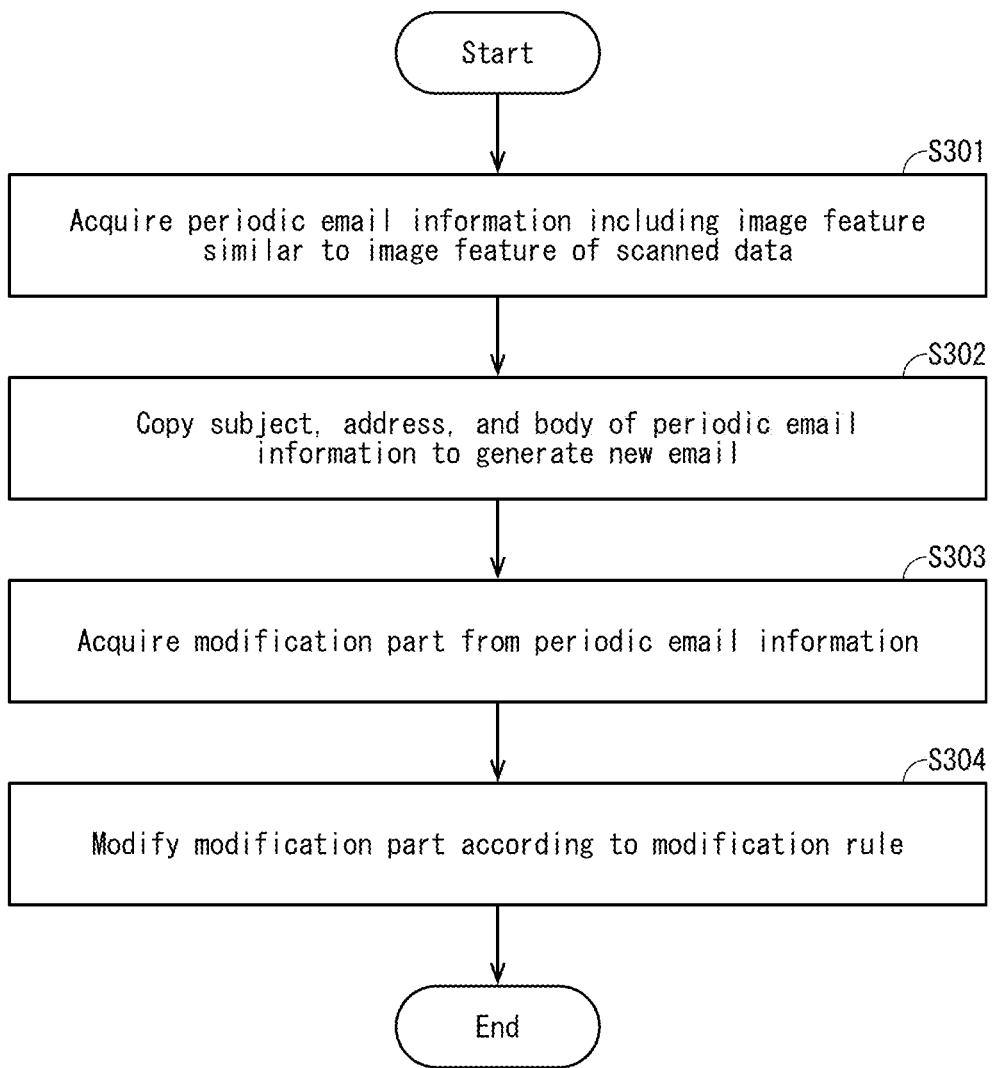 Start
S301
Acquire periodic email information including image feature
similar to image feature of scanned data
S302
Copy subject, address, and body of periodic email
information to generate new email
S303
Acquire modification part from periodic email information
S304
Modify modification part according to modification rule
End